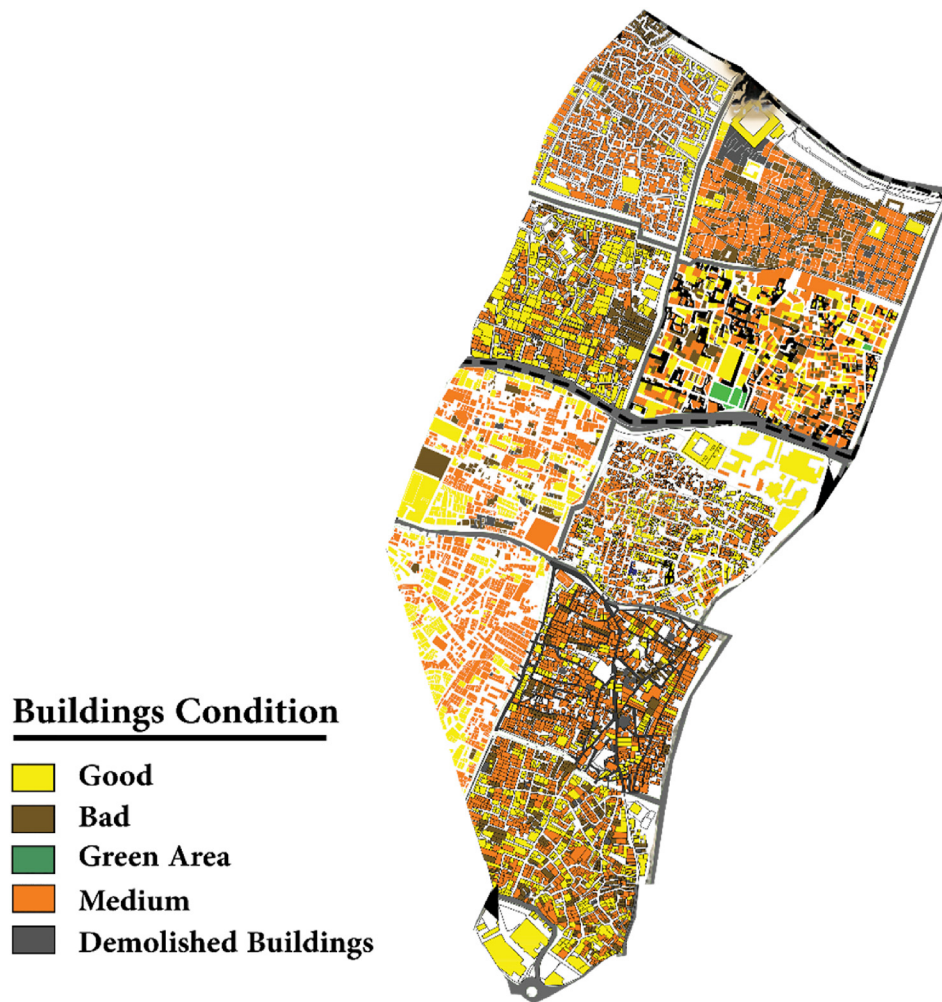 Buildings Condition
Good
Bad
Green Area
Medium
Demolished Buildings